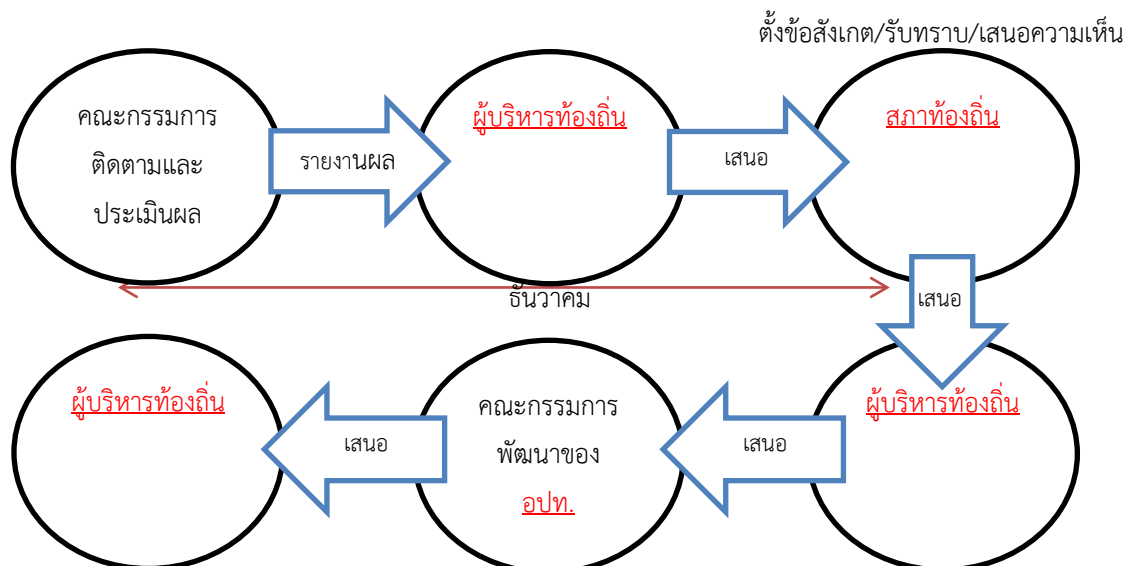 ตั้งข้อสังเกต/รับทราบ/เสนอความเห็น
คณะกรรมการ
ติดตามและ
ประเมินผล
รายงานผล
ผู้บริหารท้องถิ่น
เสนอ
สภาท้องถิ่น
ธันวาคม
เสนอ
ผู้บริหารท้องถิ่น
เสนอ
คณะกรรมการ
พัฒนาของ
อปท.
เสนอ
ผู้บริหารท้องถิ่น